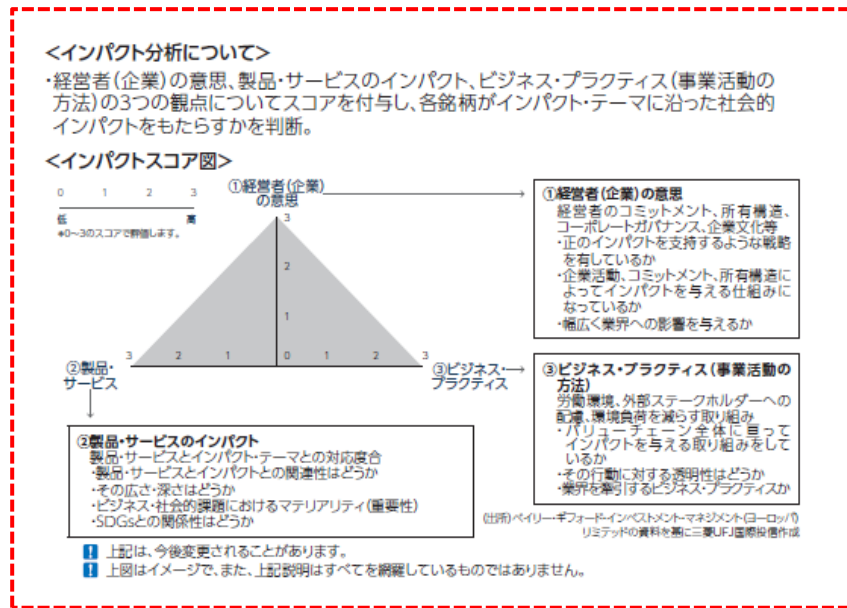 <インパクト分析について>
・経営者(企業)の意思、製品・サービスのインパクト、ビジネス・プラクティス(事業活動の
方法)の3つの観点についてスコアを付与し、各銘柄がインパクト・テーマに沿った社会的
インパクトをもたらすかを判断。
<インパクトスコア図>
0 1 2 3
低 高
*0~3のスコアで評価します。
①経営者(企業)
の意思
3
2
1
3 2 1 0 1 2 3
②製品・
サービス
③ビジネス・
プラクティス
①経営者(企業)の意思
経営者のコミットメント、所有構造、
コーポレートガバナンス、企業文化等
・正のインパクトを支持するような戦略
を有しているか
・企業活動、コミットメント、所有構造に
よってインパクトを与える仕組みに
なっているか
・幅広く業界への影響を与えるか
③ビジネス・プラクティス(事業活動の
方法)
労働環境、外部ステークホルダーへの
配慮、環境負荷を減らす取り組み
・バリューチェーン全体に亘って
インパクトを与える取り組みをして
いるか
・その行動に対する透明性はどうか
・業界を牽引するビジネス・プラクティスか
②製品・サービスのインパクト
製品・サービスとインパクト・テーマとの対応度合
・製品・サービスとインパクトとの関連性はどうか
・その広さ・深さはどうか
・ビジネス・社会的課題におけるマテリアリティ(重要性)
・SDGsとの関係性はどうか
(出所)ベイリー・ギフォード・インベストメント・マネジメント・(ヨーロッパ)
リミテッドの資料を基に三菱UFJ国際投信作成
! 上記は、今後変更されることがあります。
! 上図はイメージで、また、上記説明はすべてを網羅しているものではありません。